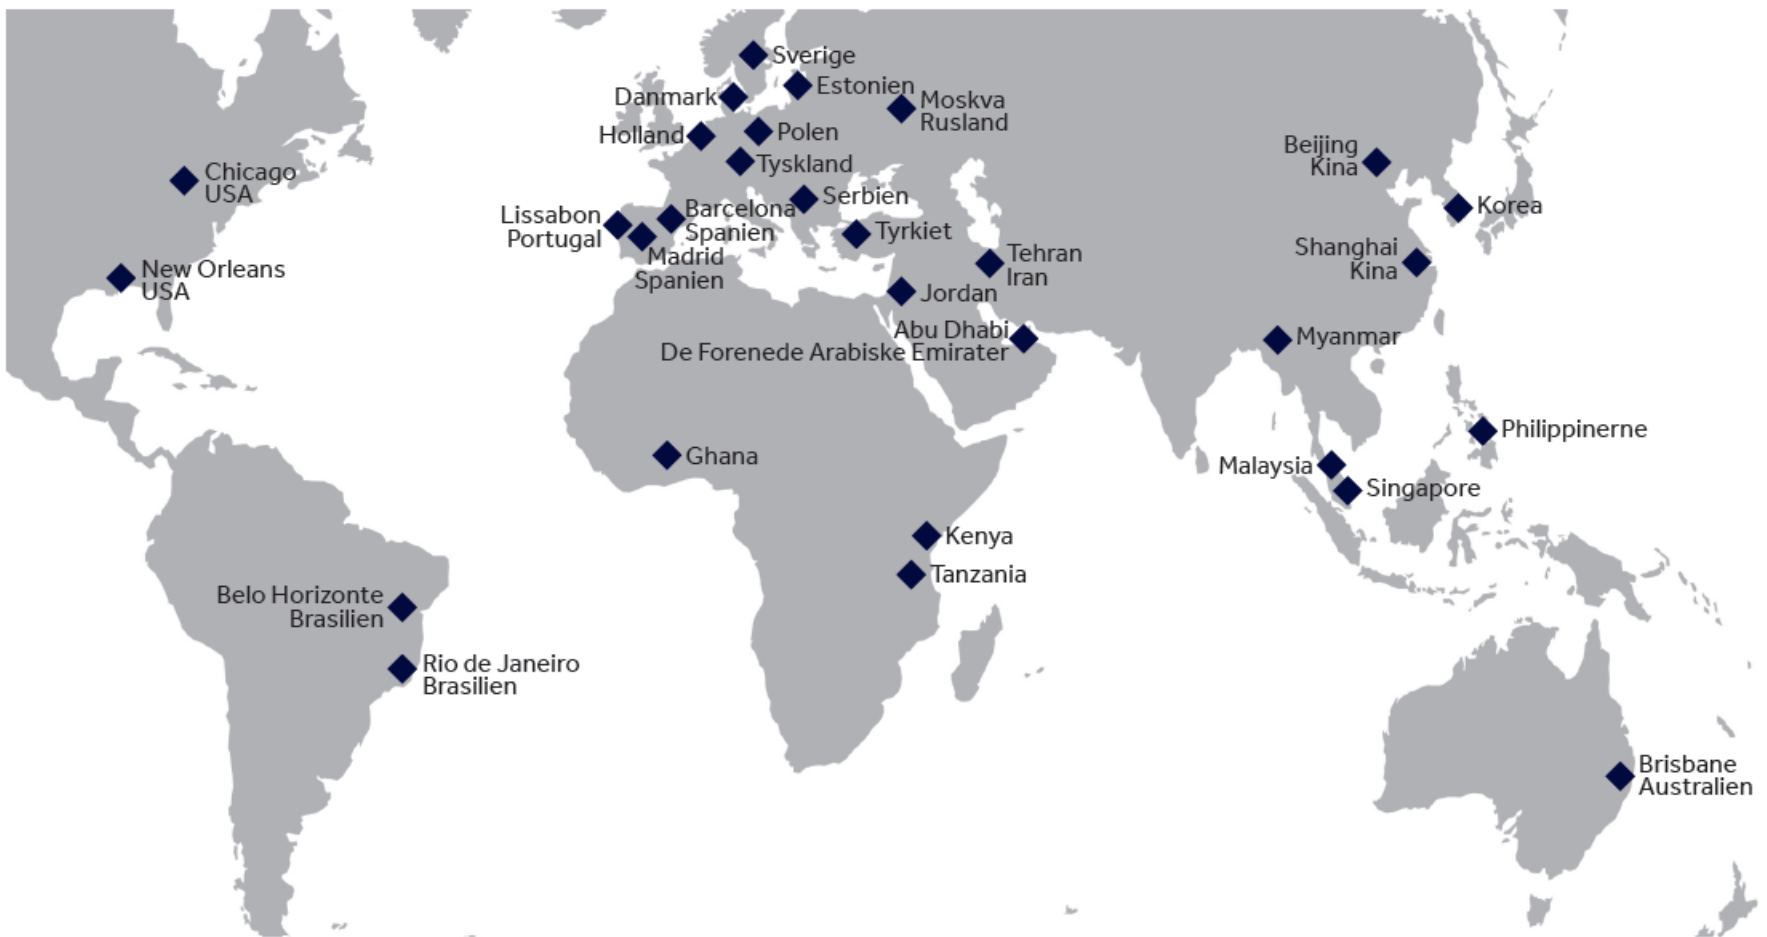 Sverige
Estonien
Danmark
Moskva
Rusland
Holland
Polen
Tyskland
Beijing
Kina
Chicago
USA
Serbien
Korea
Lissabon
Portugal
Barcelona
Spanien
Tyrkiet
Madrid
Spanien
Tehran
Iran
Shanghai
Kina
New Orleans
USA
Jordan
Abu Dhabi
De Forenede Arabiske Emirater
Myanmar
Philippinerne
Ghana
Malaysia
Singapore
Kenya
Tanzania
Belo Horizonte
Brasilien
Rio de Janeiro
Brasilien
Brisbane
Australien